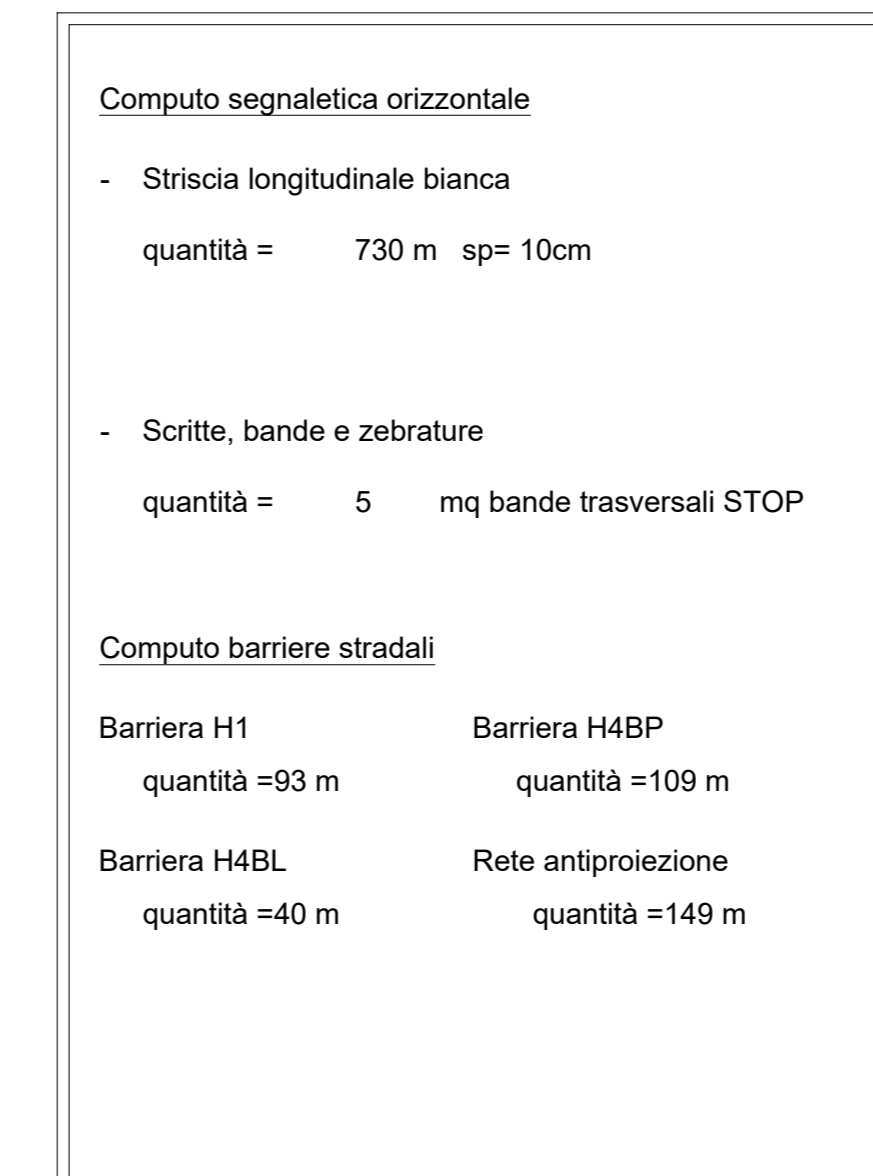 Computo segnaletica orizzontale
- Striscia longitudinale bianca
quantità = 730 m sp= 10cm
- Scritte, bande e zebrature
quantità = 5 mq bande trasversali STOP
Computo barriere stradali
Barriera H1 Barriera H4BP
quantità =93 m quantità =109 m
Barriera H4BL Rete antiproiezione
quantità =40 m quantità =149 m